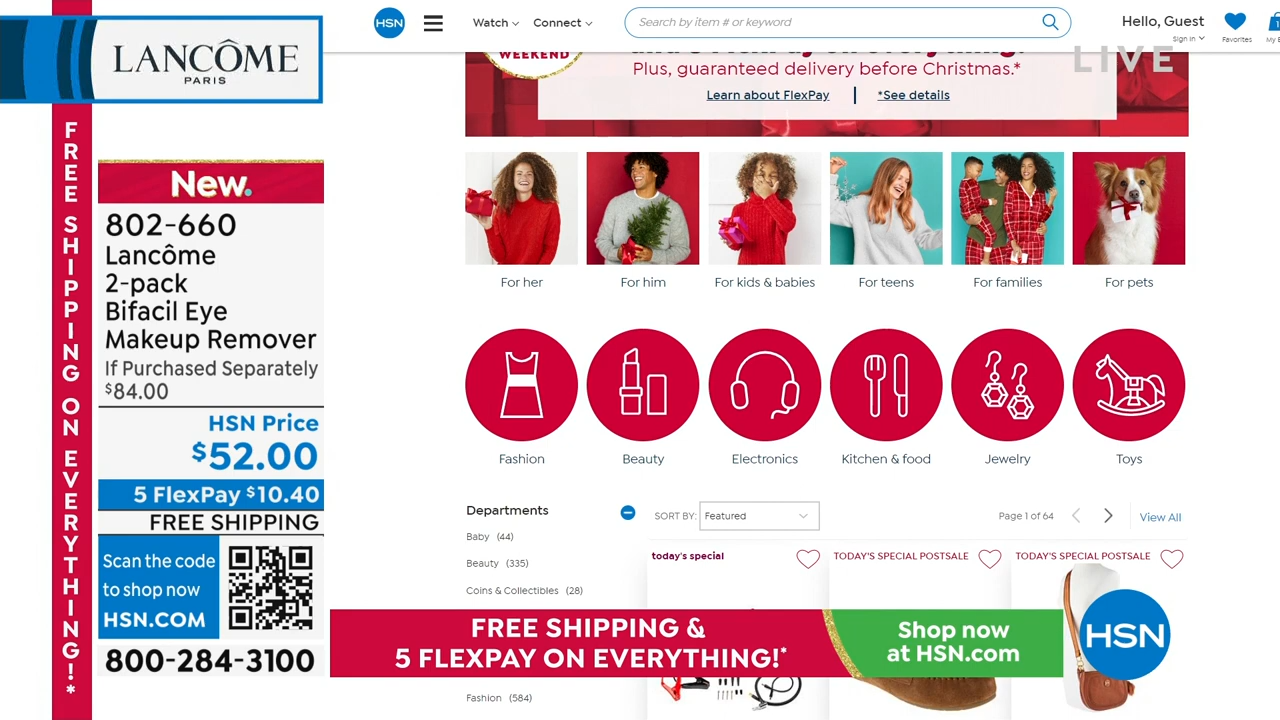 LANCÔME
PARIS
FREE SHIPPING ON EVERYTHING!*
New.
802-660
Lancôme
2-pack
Bifacil Eye
Makeup Remover
If Purchased Separately
$84.00
HSN Price
$52.00
5 FlexPay $10.40
FREE SHIPPING
Scan the code
to shop now
HSN.COM
800-284-3100
HSN
Watch
Connect
Search by item # or keyword
Hello, Guest
Sign In
Favorites
LIVE
WEEKEND
Plus, guaranteed delivery before Christmas.*
Learn about FlexPay
*See details
For her
For him
For kids & babies
For teens
For families
For pets
Fashion
Beauty
Electronics
Kitchen & food
Jewelry
Toys
Departments
Baby (44)
Beauty (335)
Coins & Collectibles (28)
Fashion (584)
SORT BY: Featured
Page 1 of 64
View All
today's special
TODAY'S SPECIAL POSTSALE
TODAY'S SPECIAL POSTSALE
FREE SHIPPING &
5 FLEXPAY ON EVERYTHING!*
Shop now
at HSN.com
HSN